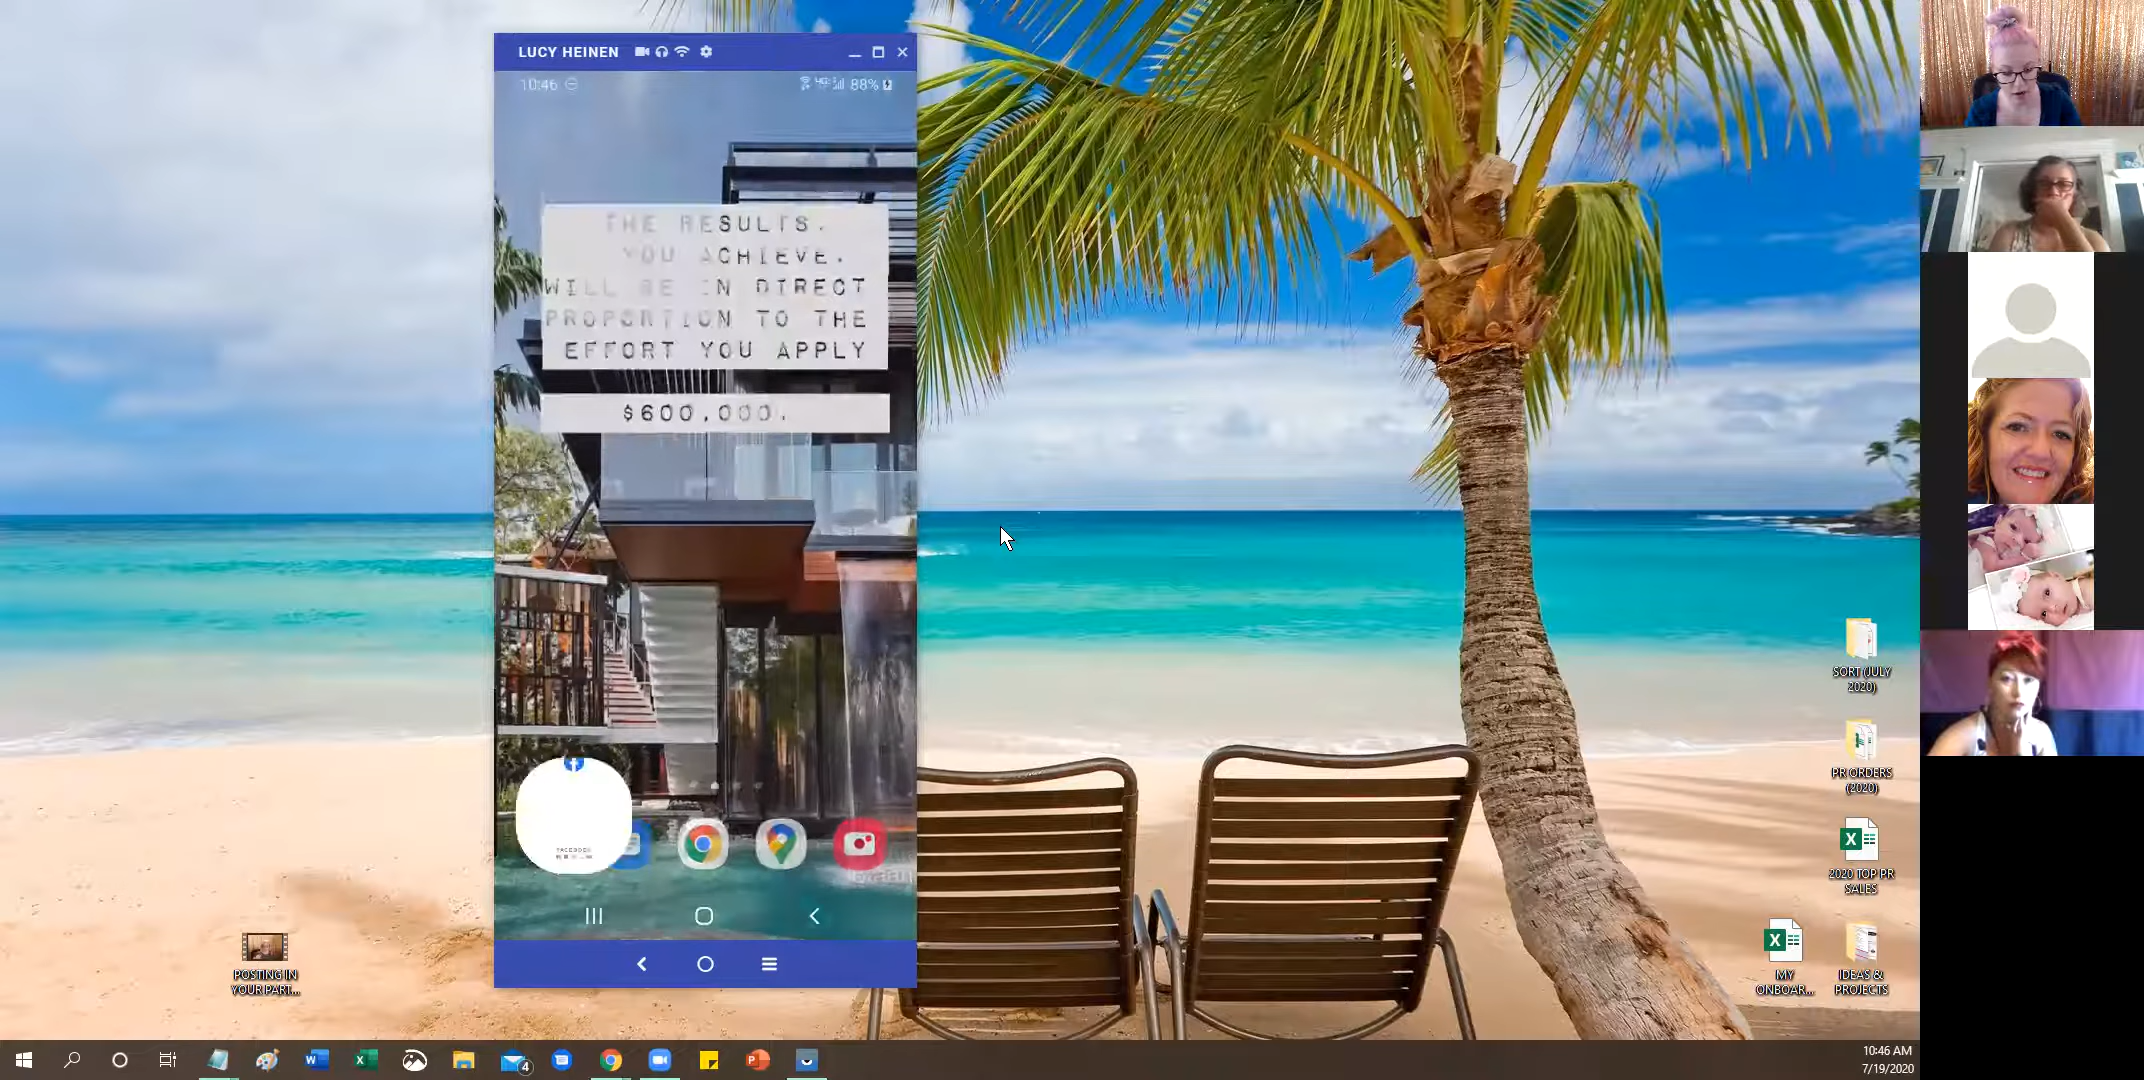 LUCY HEINEN
10:46
88%
THE RESULTS.
YOU ACHIEVE.
WILL BE IN DIRECT
PROPORTION TO THE
EFFORT YOU APPLY
$600,000.
FACEBOOK
SORT (JULY
2020)
PR ORDERS
(2020)
2020 TOP PR
SALES
MY
ONBOAR...
IDEAS &
PROJECTS
POSTING IN
YOUR PART...
4
10:46 AM
7/19/2020